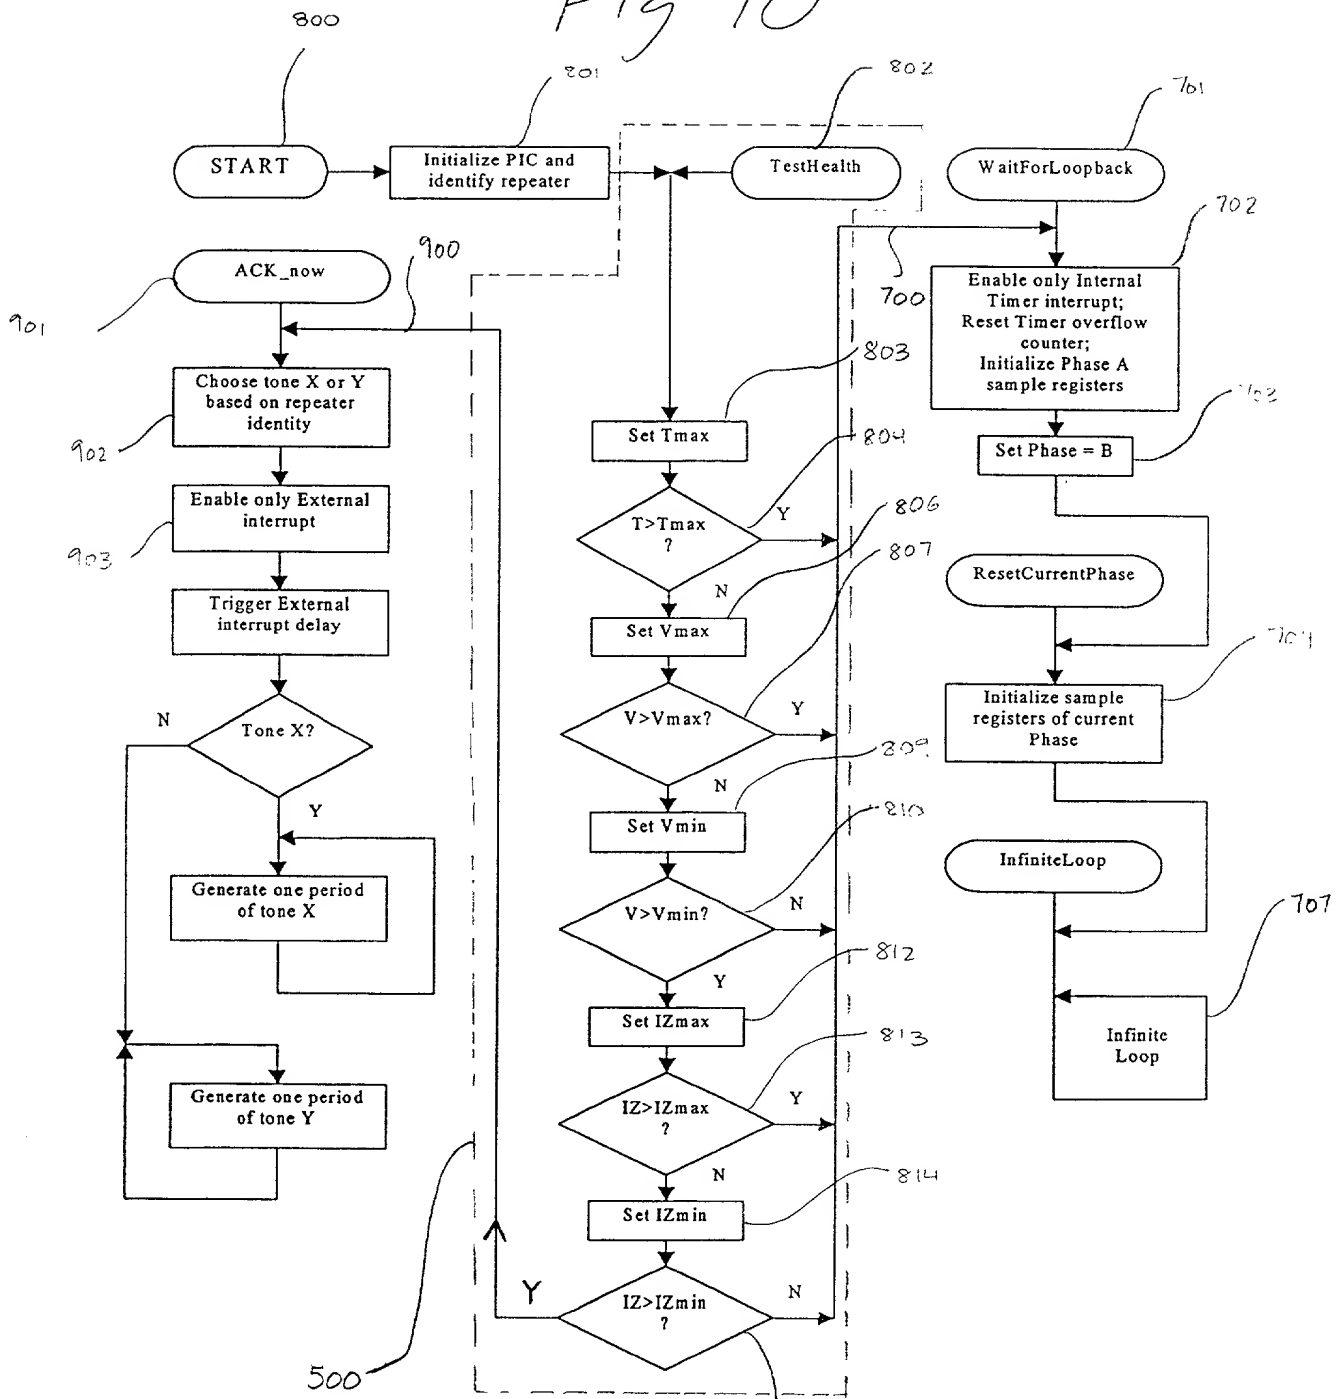 Fig 10
800
801
802
701
START
Initialize PIC and
identify repeater
TestHealth
WaitForLoopback
702
900
ACK_now
901
700
Enable only Internal
Timer interrupt;
Reset Timer overflow
counter;
Initialize Phase A
sample registers
803
Choose tone X or Y
based on repeater
identity
902
703
Set Tmax
804
Set Phase = B
Enable only External
interrupt
903
T>Tmax
?
Y
806
807
N
ResetCurrentPhase
Trigger External
interrupt delay
Set Vmax
704
N
Tone X?
Y
V>Vmax?
Y
Initialize sample
registers of current
Phase
809
N
810
Set Vmin
InfiniteLoop
Generate one period
of tone X
V>Vmin?
N
707
812
Y
Set IZmax
813
Infinite
Loop
Generate one period
of tone Y
IZ>IZmax
?
Y
N
814
Set IZmin
Y
IZ>IZmin
?
N
500